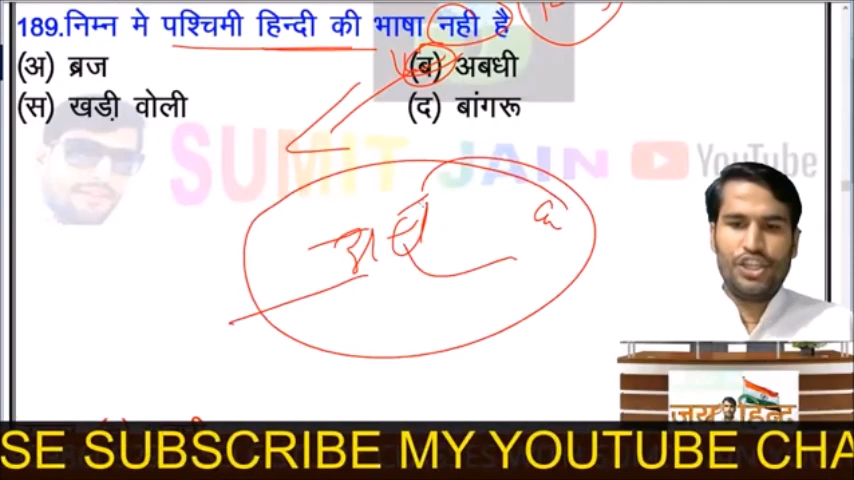 189.निम्न मे पश्चिमी हिन्दी की भाषा नही है
(अ) ब्रज
(ब) अबधी
(स) खडी़ वोली
(द) बांगरू
SUMIT JAIN YouTube
जय हिन्द
SE SUBSCRIBE MY YOUTUBE CHA